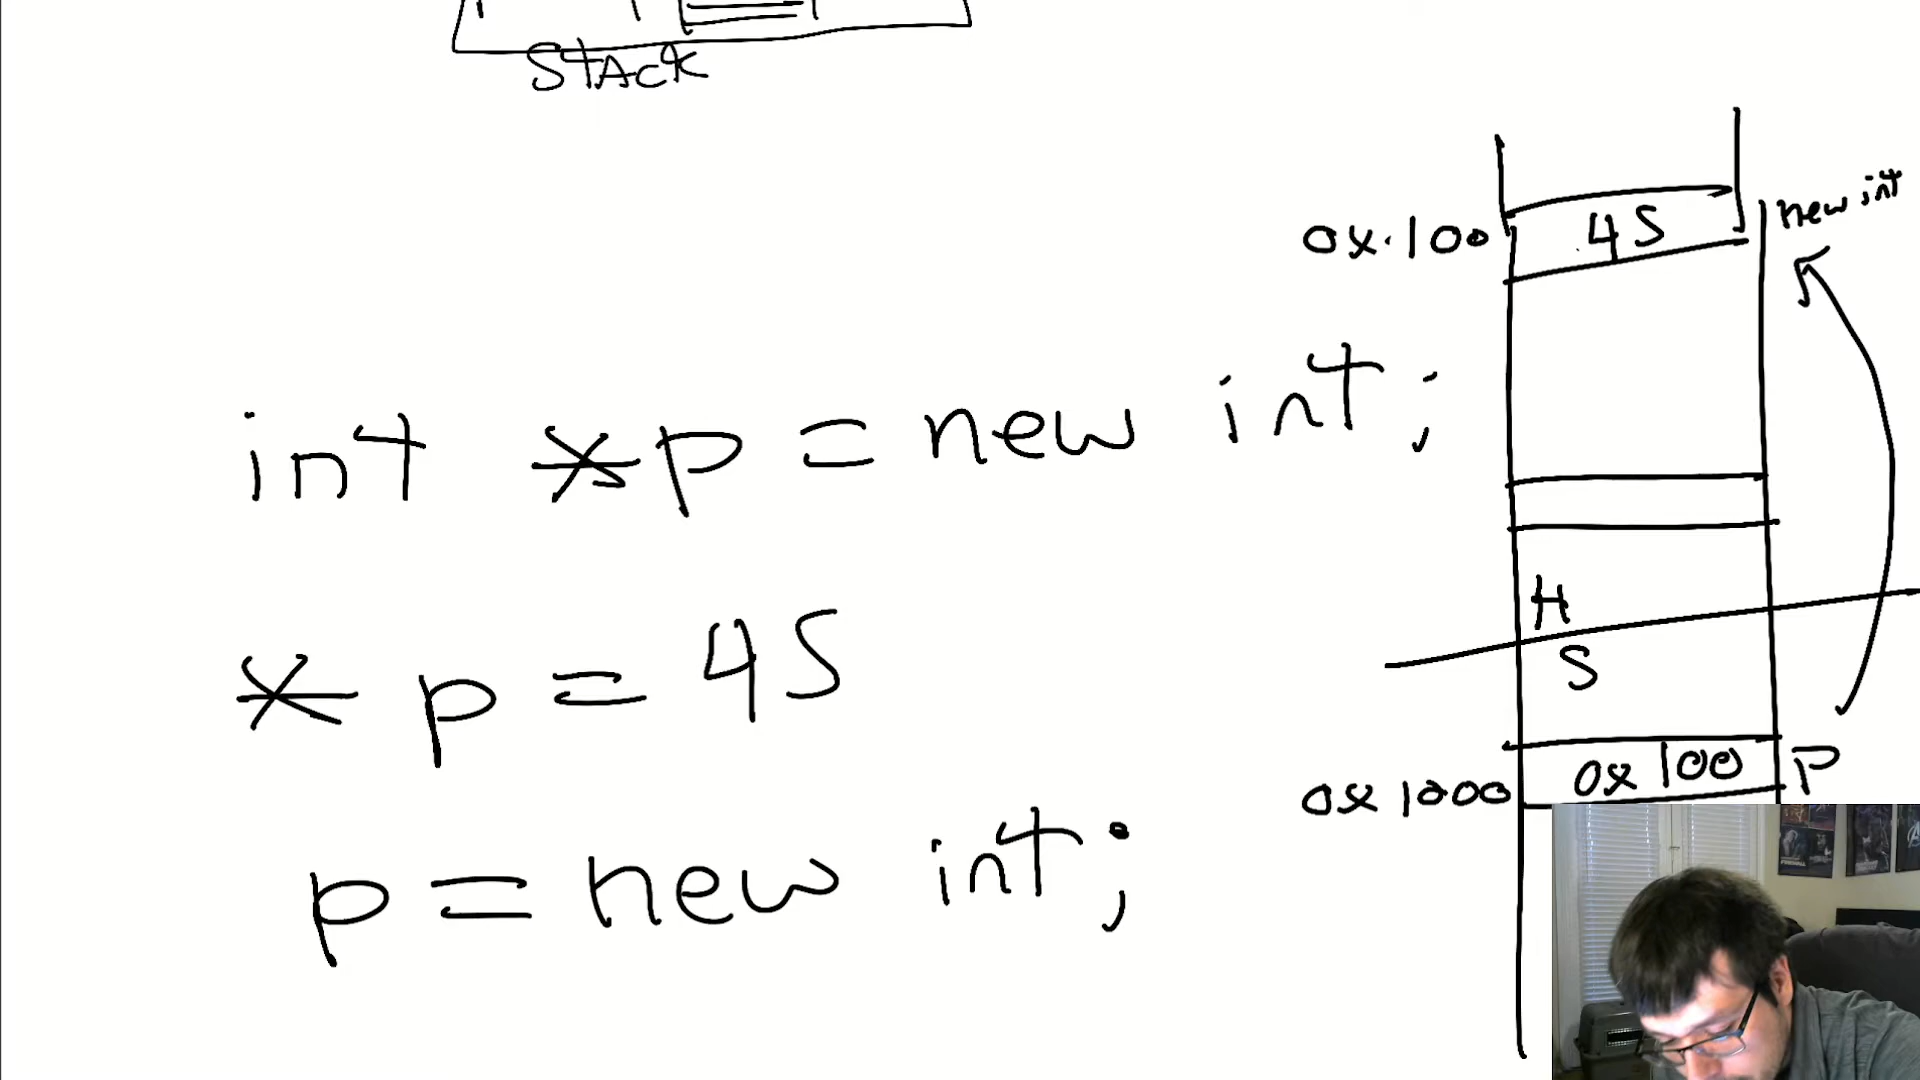 STACK
new int
0x100 45
int *p = new int;
H
*p = 45
S
0x1000 0x100 P
p = new int;